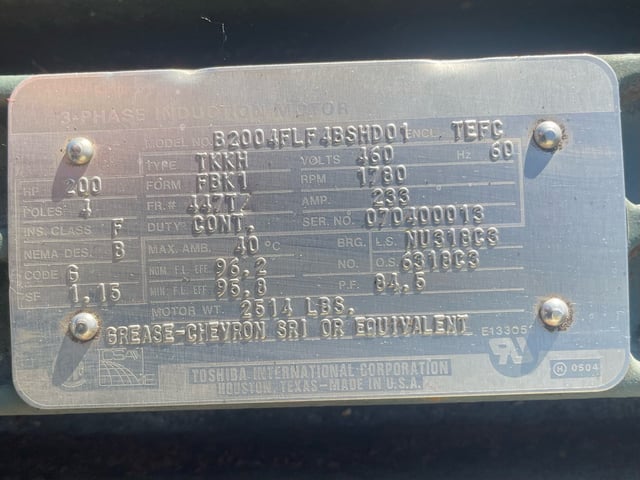 3-PHASE INDUCTION MOTOR
MODEL NO. B2004FLF4BSHD01 ENCL. TEFC
TYPE TKKH VOLTS 460 Hz 60
HP 200 FORM FBK1 RPM 1780
POLES 4 FR.# 447TZ AMP. 233
INS. CLASS F DUTY CONT. SER. NO. 070400013
NEMA DES. B MAX. AMB. 40 °C BRG. L.S. NU318C3
CODE G NOM. F.L. EFF. 96.2 NO. O.S. 6318C3
SF 1.15 MIN. F.L. EFF. 95.8 P.F. 84.5
MOTOR WT. 2514 LBS.
GREASE-CHEVRON SRI OR EQUIVALENT
TOSHIBA INTERNATIONAL CORPORATION
HOUSTON, TEXAS-MADE IN U.S.A.
H 0504